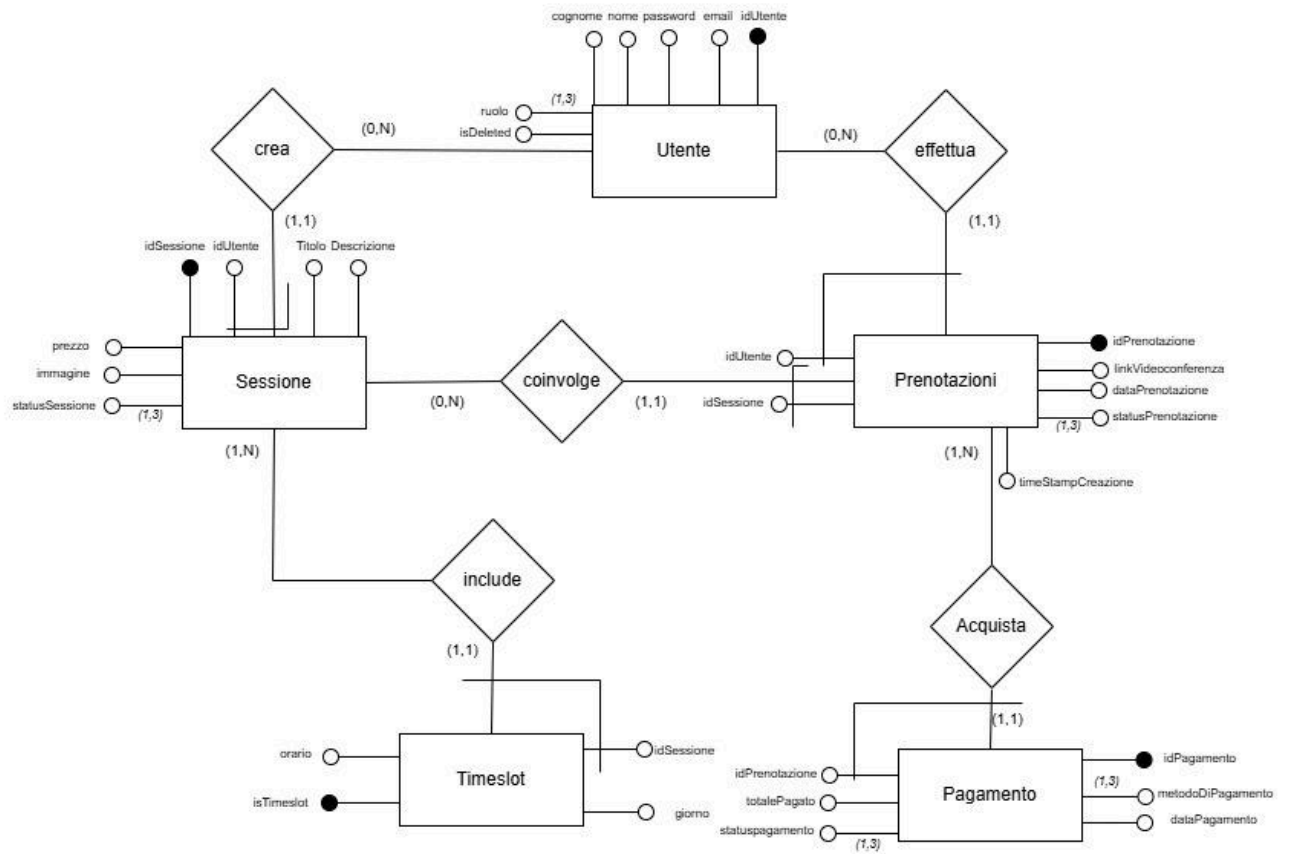 cognome nome password email idUtente
ruolo (1,3)
isDeleted
Utente
crea
(0,N)
(0,N)
effettua
(1,1)
(1,1)
idSessione idUtente Titolo Descrizione
prezzo
immagine
statusSessione (1,3)
Sessione
(0,N)
coinvolge
(1,1)
idUtente
idSessione
Prenotazioni
idPrenotazione
linkVideoconferenza
dataPrenotazione
statusPrenotazione
(1,3)
timeStampCreazione
(1,N)
(1,N)
include
(1,1)
Acquista
(1,1)
orario
isTimeslot
Timeslot
idSessione
giorno
idPrenotazione
totalePagato
statuspagamento (1,3)
Pagamento
idPagamento
(1,3)
metodoDiPagamento
dataPagamento